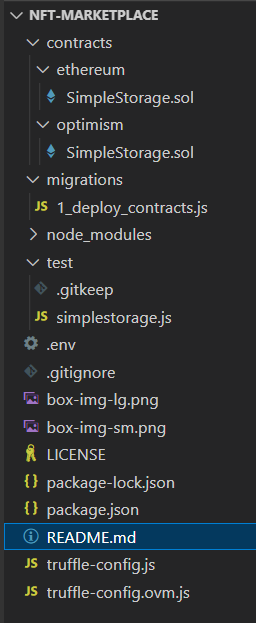 NFT-MARKETPLACE
contracts
ethereum
SimpleStorage.sol
optimism
SimpleStorage.sol
migrations
JS 1_deploy_contracts.js
node_modules
test
.gitkeep
JS simplestorage.js
.env
.gitignore
box-img-lg.png
box-img-sm.png
LICENSE
{} package-lock.json
{} package.json
README.md
JS truffle-config.js
JS truffle-config.ovm.js